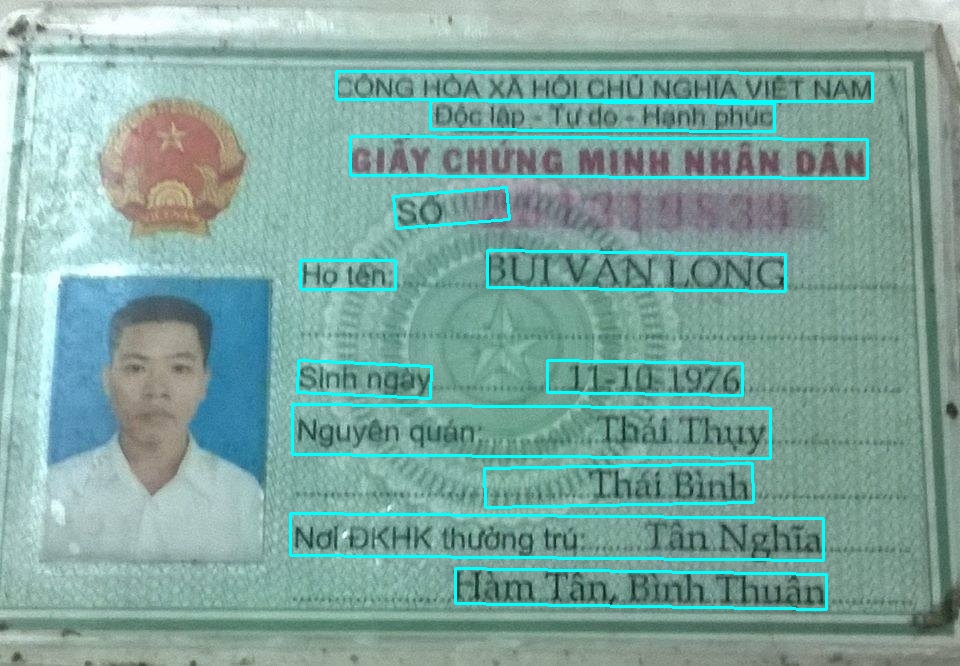 CỘNG HÒA XÃ HỘI CHỦ NGHĨA VIỆT NAM
Độc lập - Tự do - Hạnh phúc
GIẤY CHỨNG MINH NHÂN DÂN
SỐ
Họ tên: BÙI VĂN LONG
Sinh ngày 11-10-1976
Nguyên quán: Thái Thụy
Thái Bình
Nơi ĐKHK thường trú: Tân Nghĩa
Hàm Tân, Bình Thuận